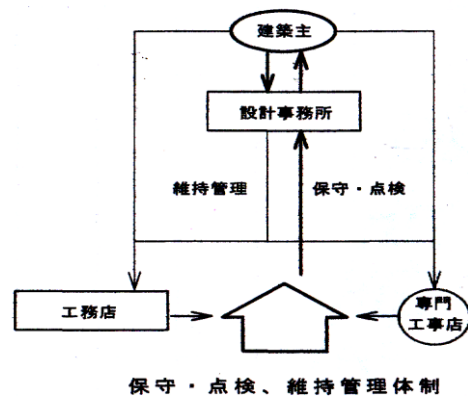 建築主
設計事務所
維持管理
保守・点検
工務店
専門
工事店
保守・点検、維持管理体制